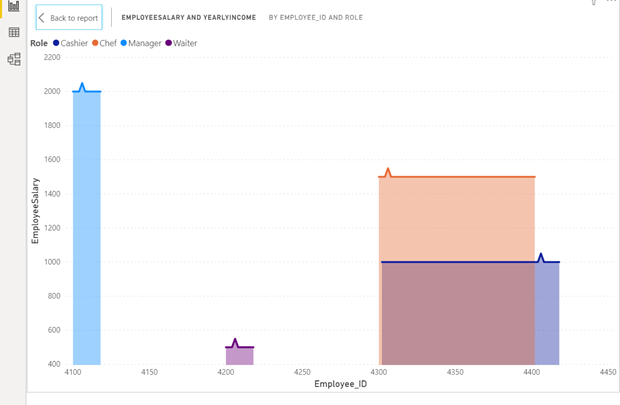 Back to report
EMPLOYEESALARY AND YEARLYINCOME BY EMPLOYEE_ID AND ROLE
Role Cashier Chef Manager Waiter
2200
2000
1800
1600
1400
1200
1000
800
600
400
EmployeeSalary
4100 4150 4200 4250 4300 4350 4400 4450
Employee_ID